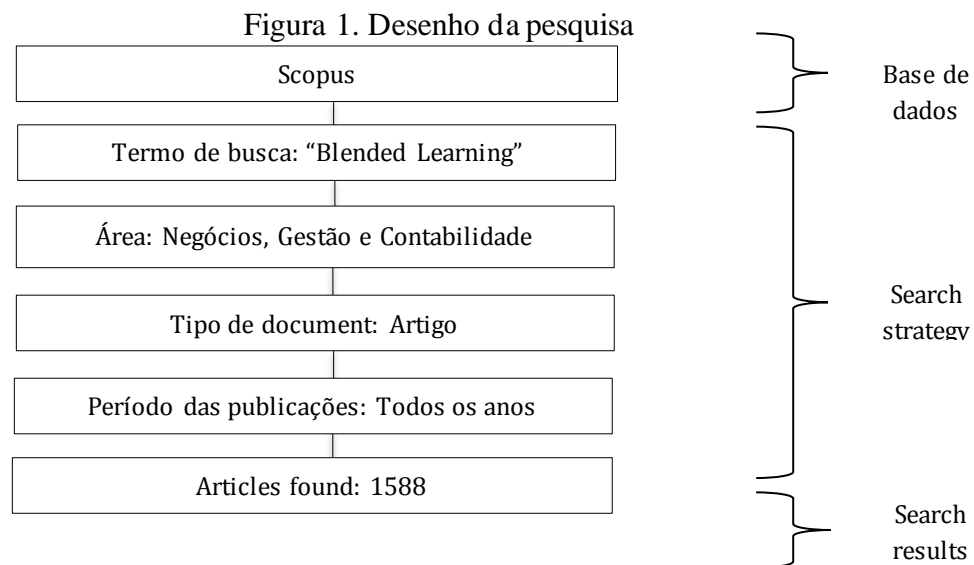 Figura 1. Desenho da pesquisa
Scopus
Base de
dados
Termo de busca: “Blended Learning”
Área: Negócios, Gestão e Contabilidade
Tipo de document: Artigo
Search
strategy
Período das publicações: Todos os anos
Articles found: 1588
Search
results